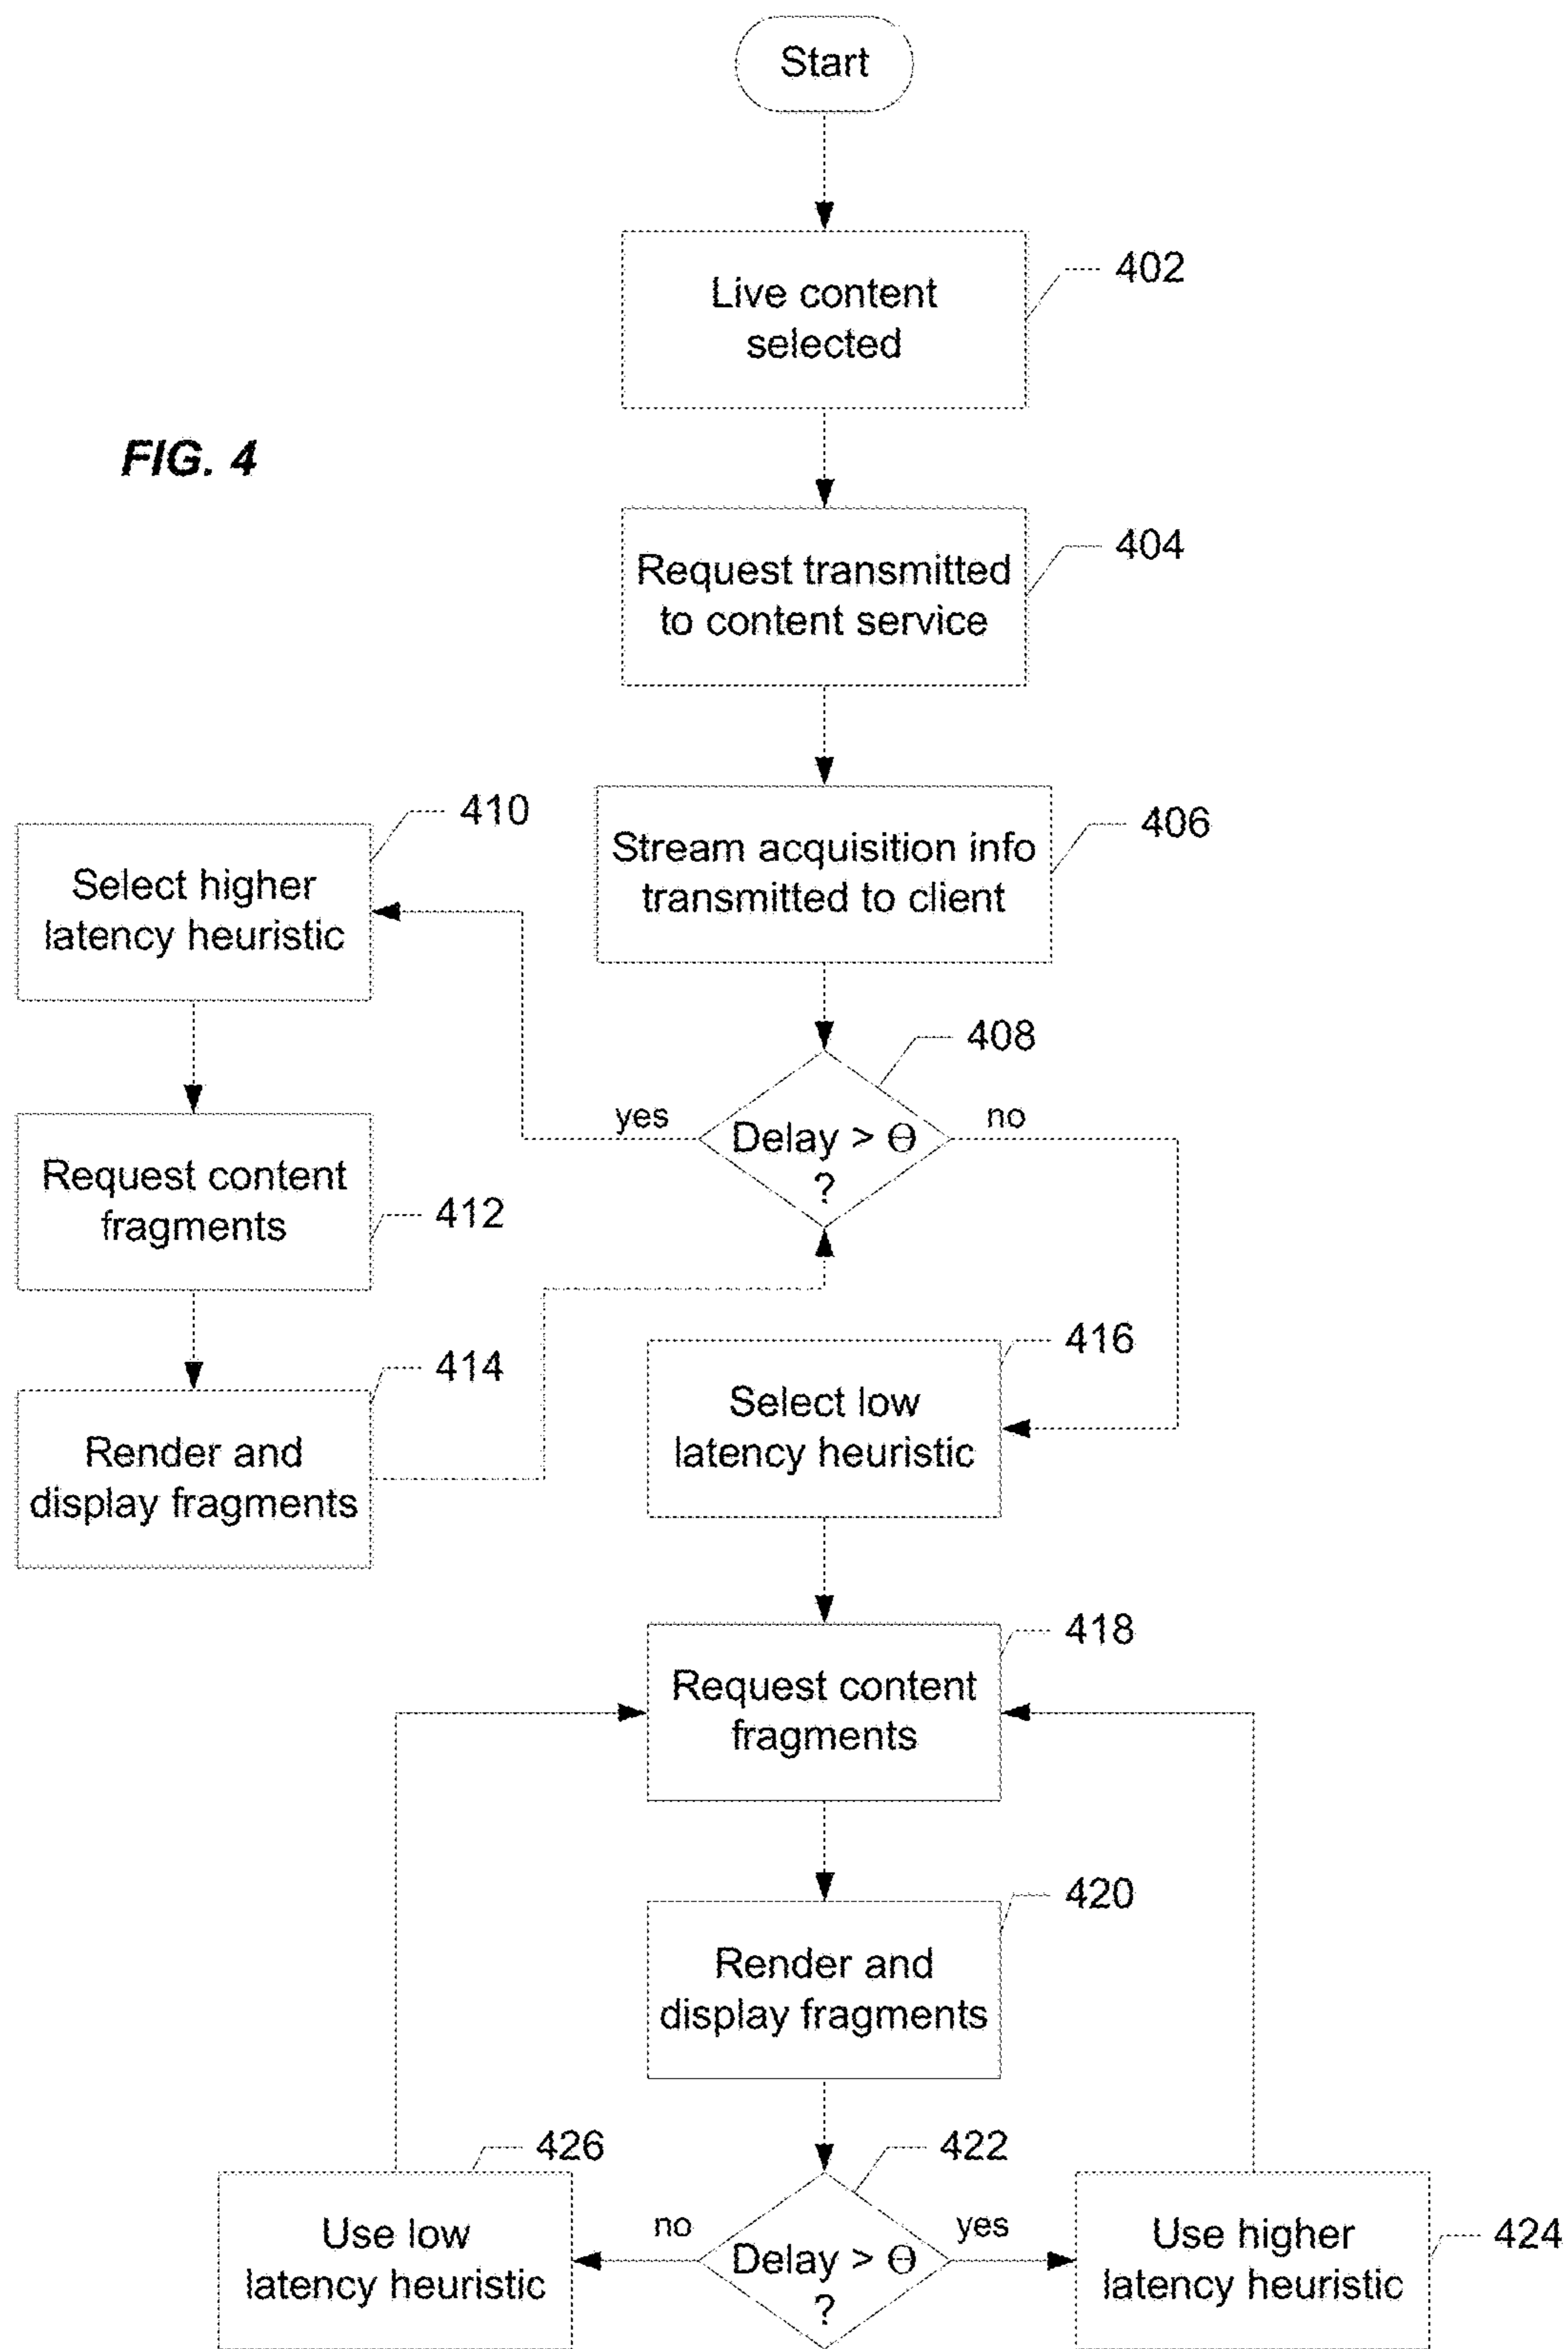 Start
Live content
selected
402
FIG. 4
Request transmitted
to content service
404
Stream acquisition info
transmitted to client
406
Select higher
latency heuristic
410
Delay > Θ
?
408
yes
no
Request content
fragments
412
Render and
display fragments
414
Select low
latency heuristic
416
Request content
fragments
418
Render and
display fragments
420
Use low
latency heuristic
426
no
Delay > Θ
?
422
yes
Use higher
latency heuristic
424